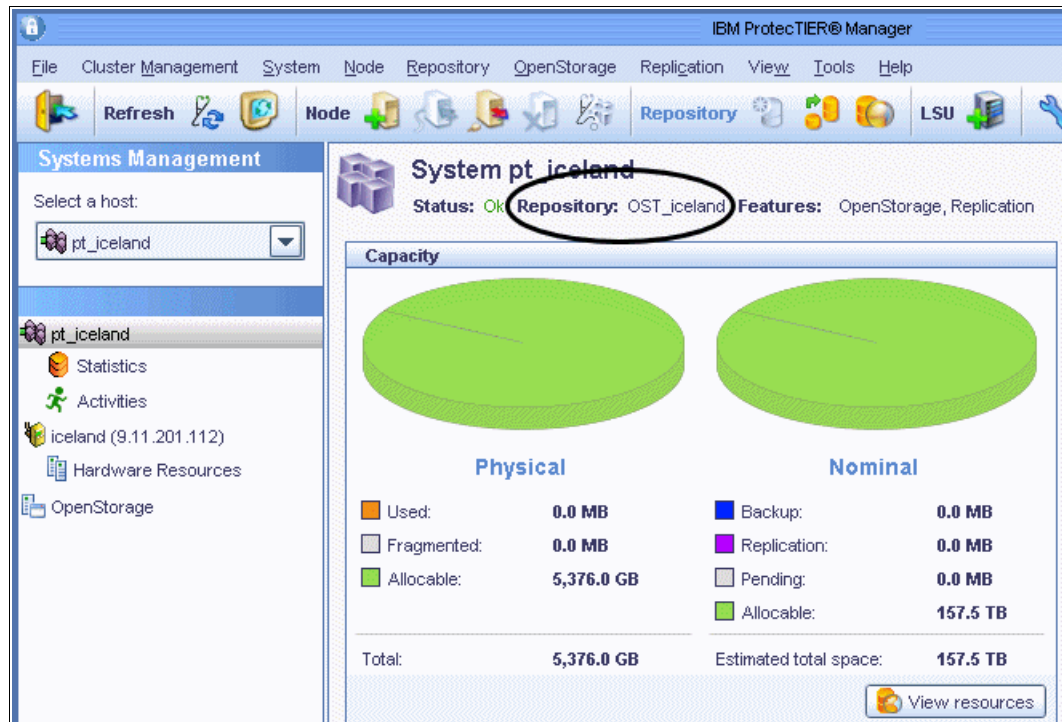 IBM ProtecTIER® Manager
File Cluster Management System Node Repository OpenStorage Replication View Tools Help
Refresh Node Repository LSU
Systems Management
Select a host:
pt_iceland
pt_iceland
Statistics
Activities
iceland (9.11.201.112)
Hardware Resources
OpenStorage
System pt_iceland
Status: Ok Repository: OST_iceland Features: OpenStorage, Replication
Capacity
Physical
Used: 0.0 MB
Fragmented: 0.0 MB
Allocable: 5,376.0 GB
Total: 5,376.0 GB
Nominal
Backup: 0.0 MB
Replication: 0.0 MB
Pending: 0.0 MB
Allocable: 157.5 TB
Estimated total space: 157.5 TB
View resources